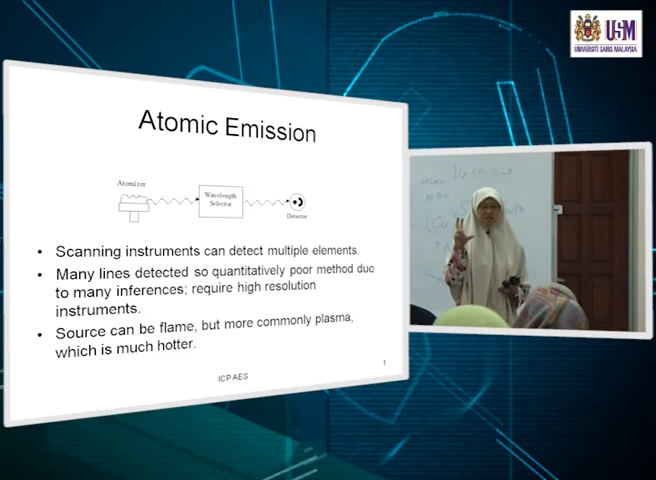 USM
UNIVERSITI SAINS MALAYSIA
Atomic Emission
Atomizer
Wavelength
Selector
Detector
• Scanning instruments can detect multiple elements.
• Many lines detected so quantitatively poor method due
to many inferences; require high resolution
instruments.
• Source can be flame, but more commonly plasma,
which is much hotter.
ICPAES
1